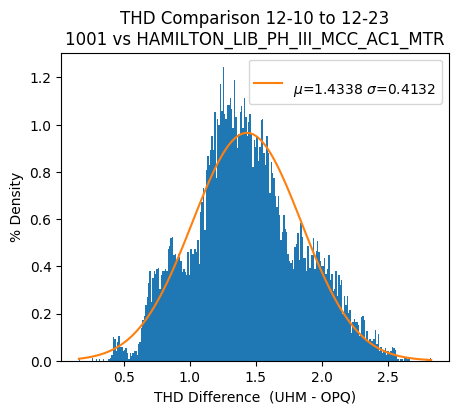 THD Comparison 12-10 to 12-23
1001 vs HAMILTON_LIB_PH_III_MCC_AC1_MTR
μ=1.4338 σ=0.4132
% Density
1.2
1.0
0.8
0.6
0.4
0.2
0.0
0.5 1.0 1.5 2.0 2.5
THD Difference (UHM - OPQ)